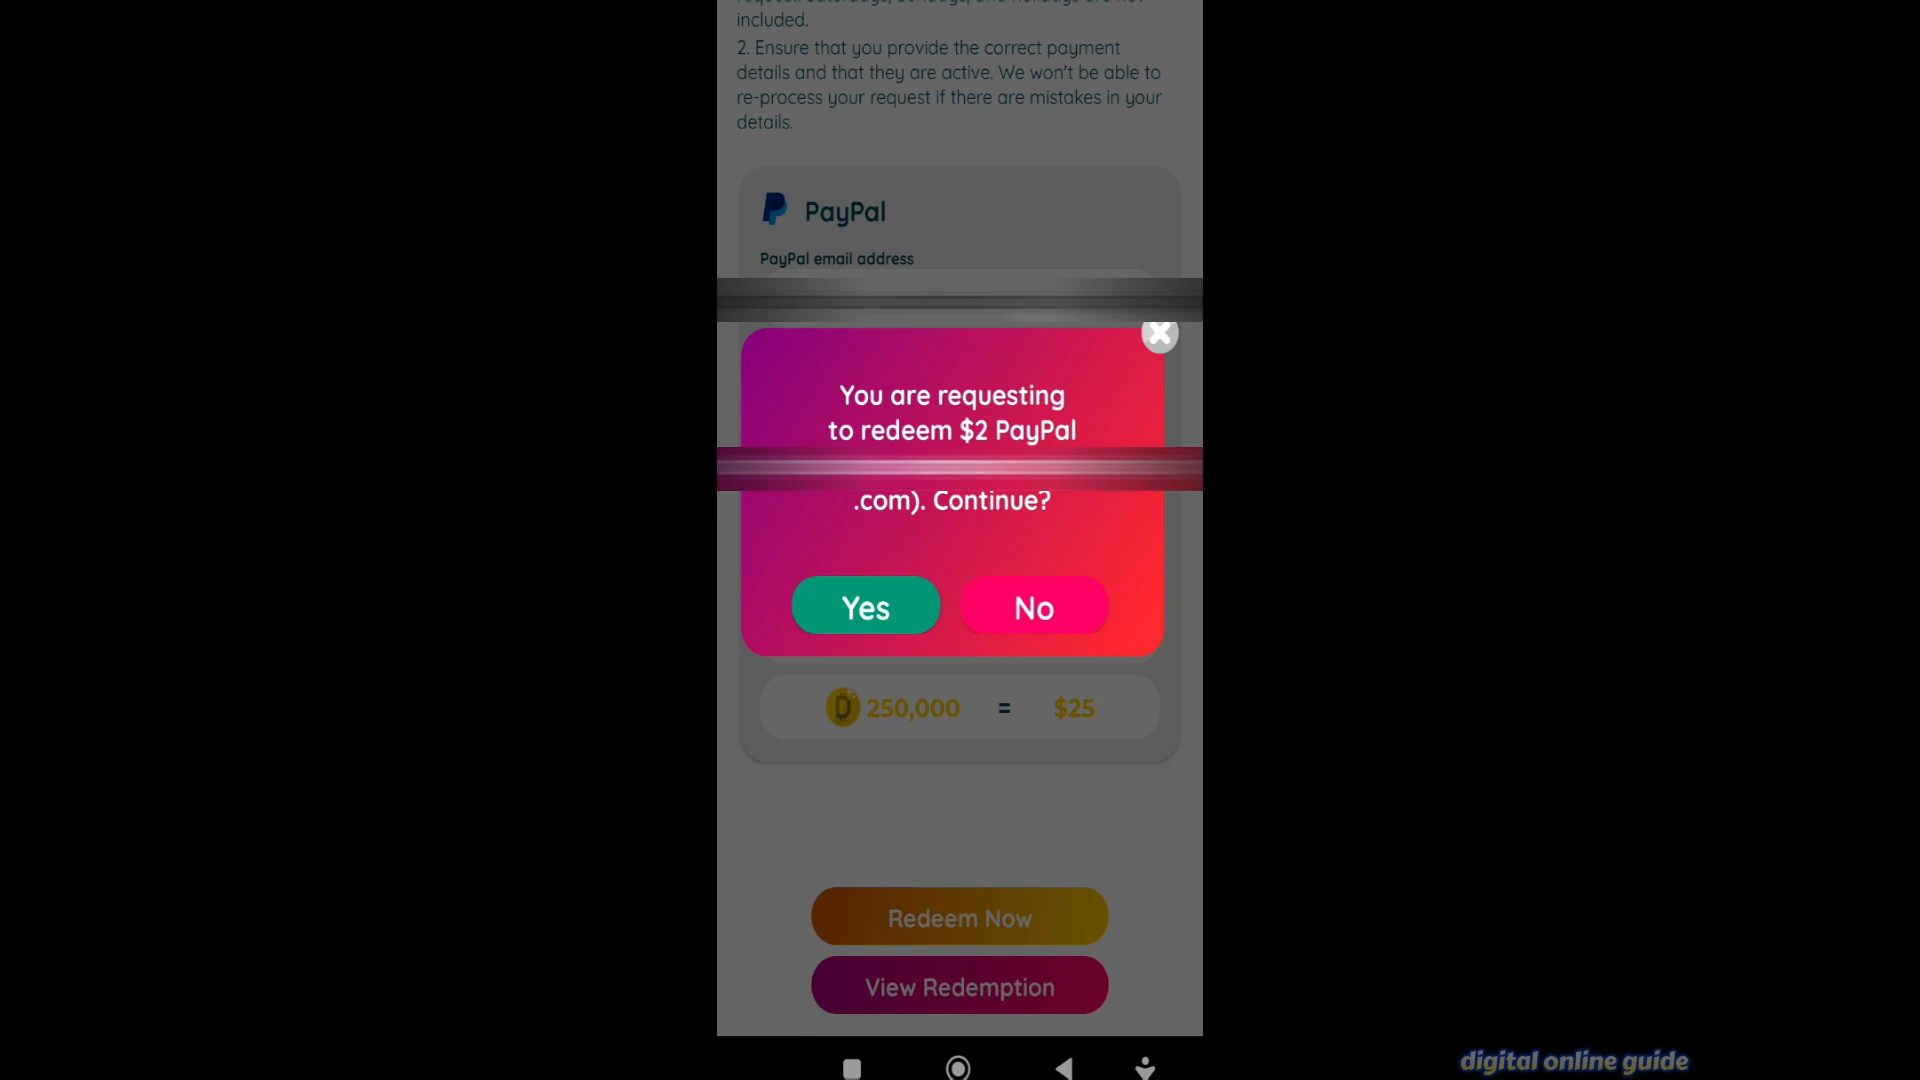 included.
2. Ensure that you provide the correct payment
details and that they are active. We won't be able to
re-process your request if there are mistakes in your
details.
PayPal
PayPal email address
You are requesting
to redeem $2 PayPal
.com). Continue?
Yes No
250,000 = $25
Redeem Now
View Redemption
digital online guide